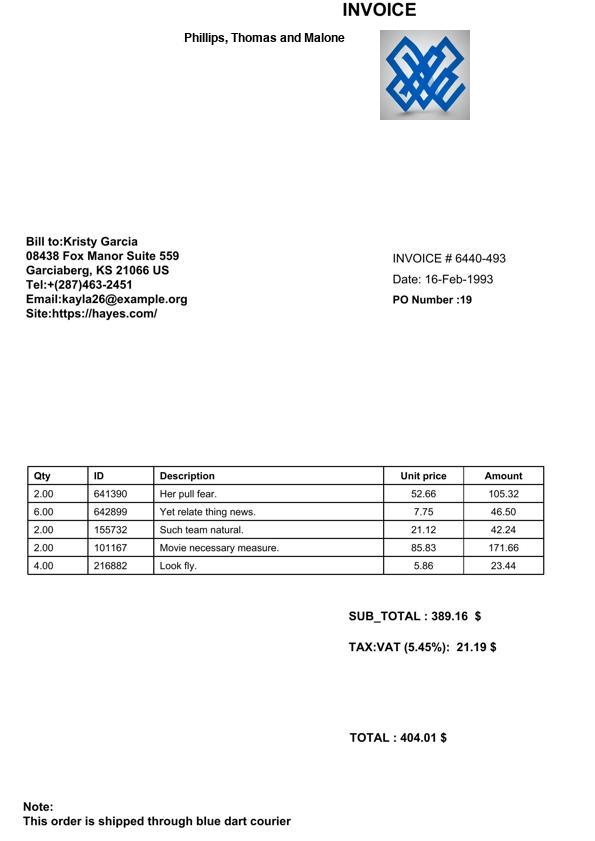 INVOICE
Phillips, Thomas and Malone
Bill to:Kristy Garcia
08438 Fox Manor Suite 559
Garciaberg, KS 21066 US
Tel:+(287)463-2451
Email:kayla26@example.org
Site:https://hayes.com/
INVOICE # 6440-493
Date: 16-Feb-1993
PO Number :19
Qty ID Description Unit price Amount
2.00 641390 Her pull fear. 52.66 105.32
6.00 642899 Yet relate thing news. 7.75 46.50
2.00 155732 Such team natural. 21.12 42.24
2.00 101167 Movie necessary measure. 85.83 171.66
4.00 216882 Look fly. 5.86 23.44
SUB_TOTAL : 389.16 $
TAX:VAT (5.45%): 21.19 $
TOTAL : 404.01 $
Note:
This order is shipped through blue dart courier